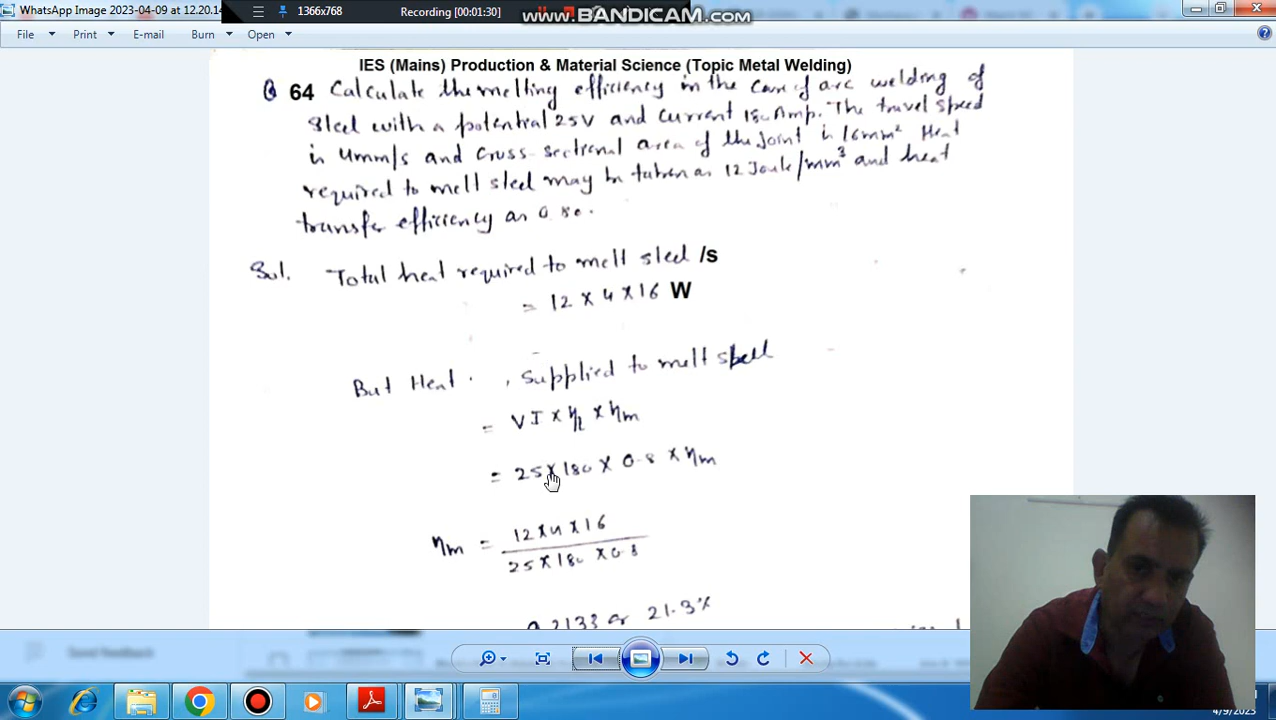 WhatsApp Image 2023-04-09 at 12.20.14
1366x768
Recording [00:01:30]
www.BANDICAM.com
File Print E-mail Burn Open
IES (Mains) Production & Material Science (Topic Metal Welding)
Q 64 Calculate the melting efficiency in the case of arc welding of
steel with a potential 25V and current 180 Amp. The travel speed
is 4mm/s and cross-sectional area of the joint is 16mm² Heat
required to melt steel may be taken as 12 Joule/mm³ and heat
transfer efficiency as 0.80.
Sol. Total heat required to melt steel /s
= 12 x 4 x 16 W
But Heat , supplied to melt steel
= VI x η x ηm
= 25 x 180 x 0.8 x ηm
ηm = 12 x 4 x 16
25 x 180 x 0.8
0.2133 or 21.3%
Send feedback
4/9/2023